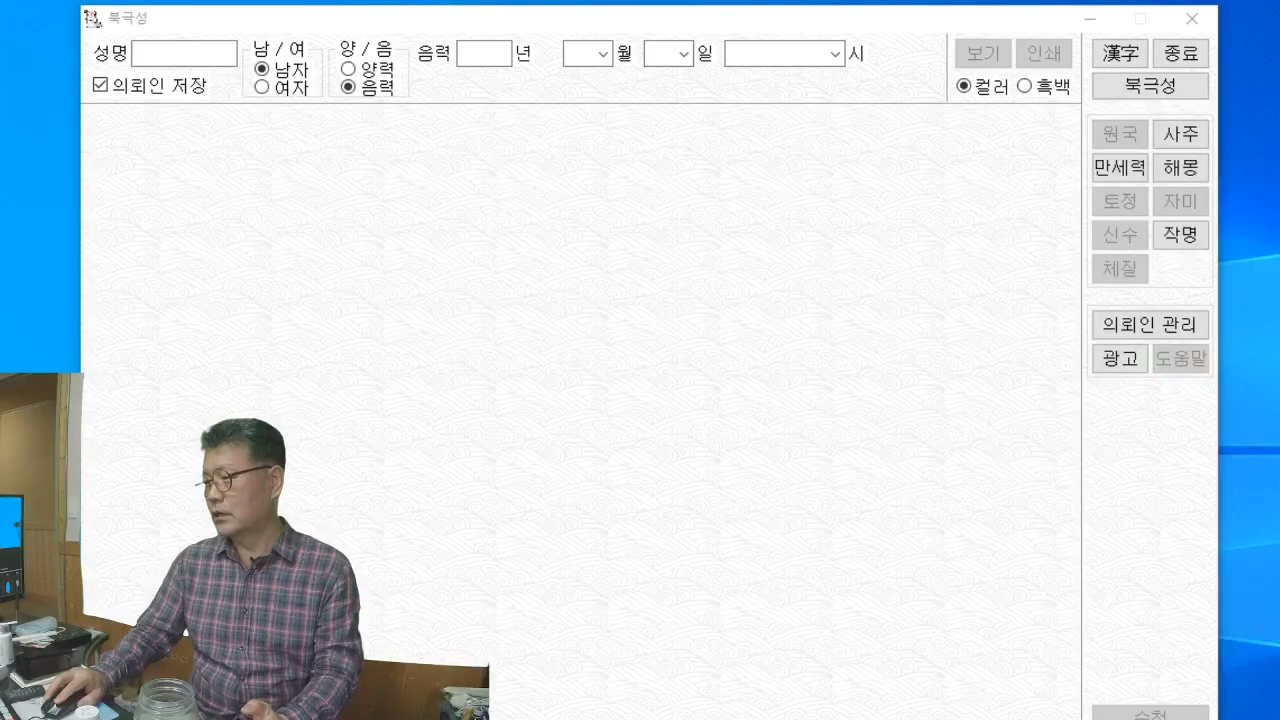 북극성
성명 남 / 여 양 / 음 음력 년 월 일 시 보기 인쇄 漢字 종료
의뢰인 저장 남자 양력 컬러 흑백 북극성
여자 음력
원국 사주
만세력 해몽
토정 자미
신수 작명
체질
의뢰인 관리
광고 도움말